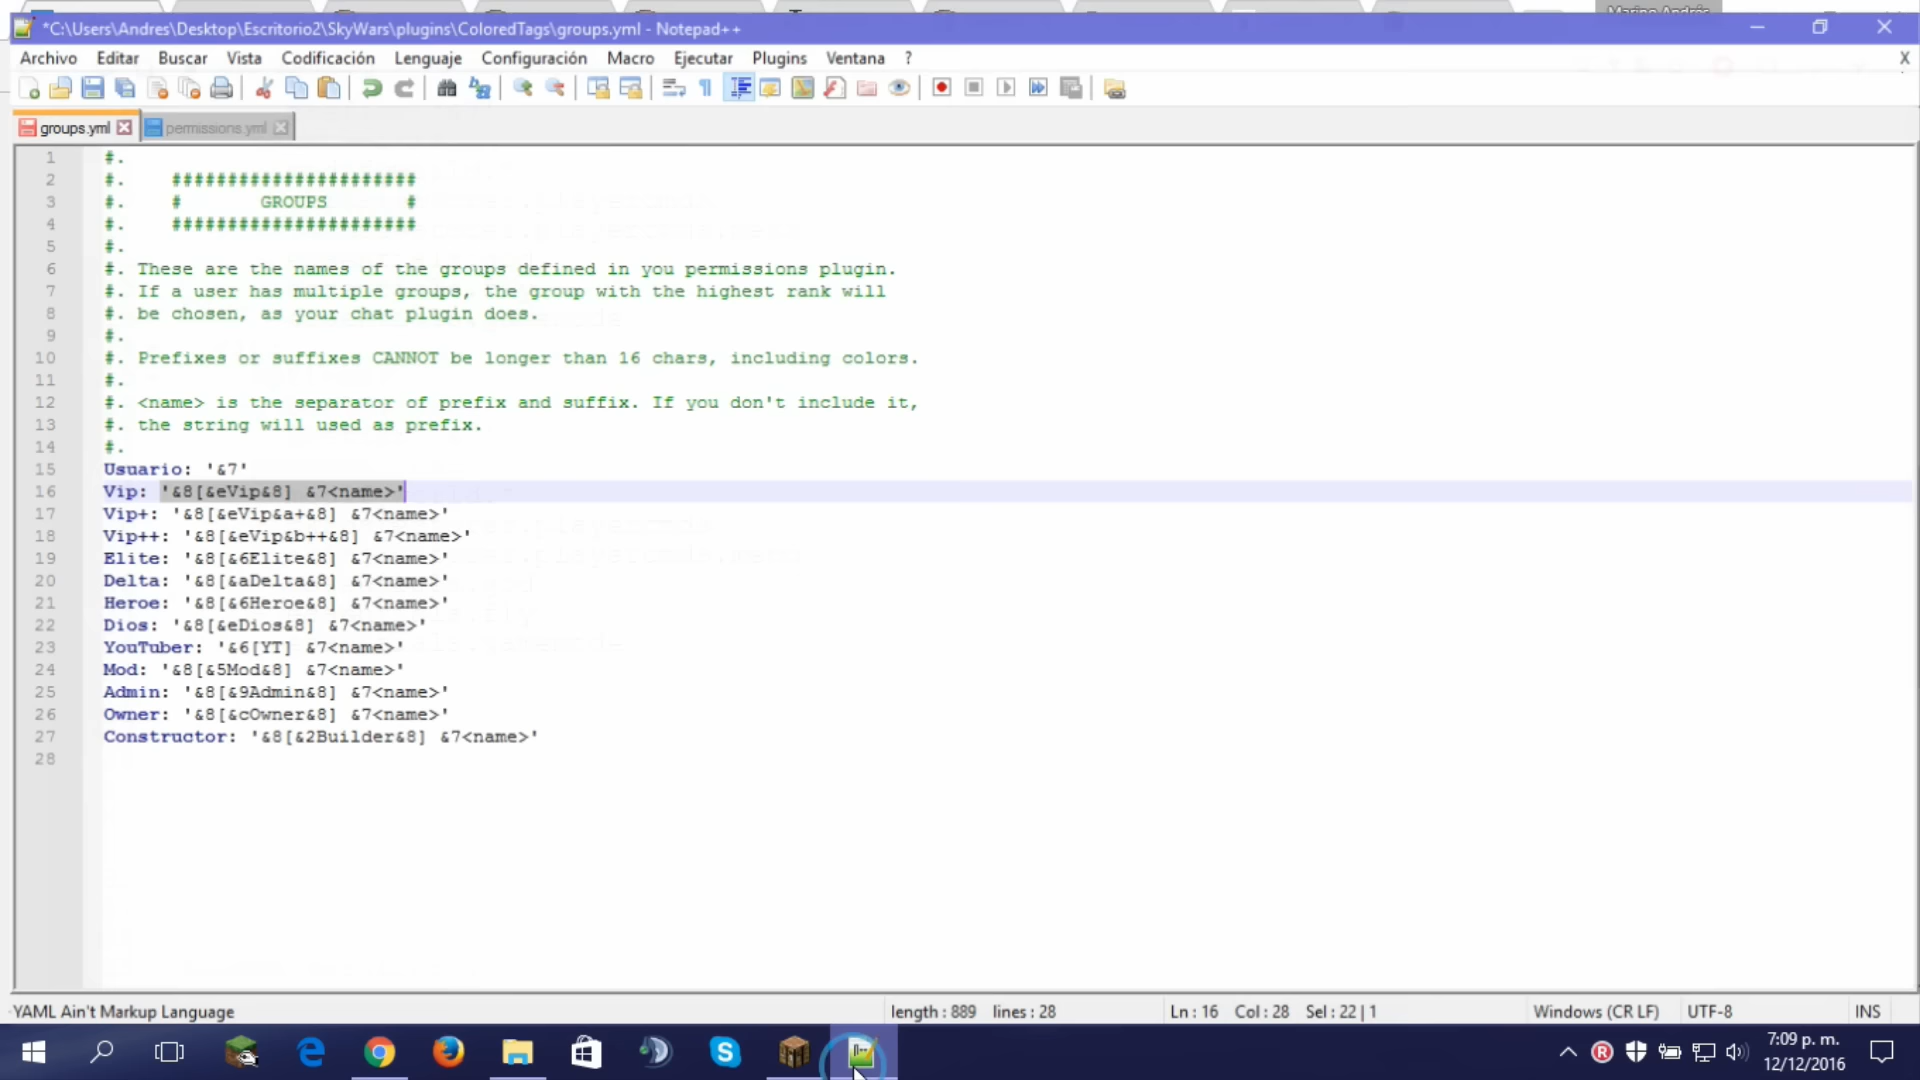 *C:\Users\Andres\Desktop\Escritorio2\SkyWars\plugins\ColoredTags\groups.yml - Notepad++
Archivo Editar Buscar Vista Codificación Lenguaje Configuración Macro Ejecutar Plugins Ventana ? X
groups.yml permissions.yml
1 #.
2 #. ######################
3 #. # GROUPS #
4 #. ######################
5 #.
6 #. These are the names of the groups defined in you permissions plugin.
7 #. If a user has multiple groups, the group with the highest rank will
8 #. be chosen, as your chat plugin does.
9 #.
10 #. Prefixes or suffixes CANNOT be longer than 16 chars, including colors.
11 #.
12 #. <name> is the separator of prefix and suffix. If you don't include it,
13 #. the string will used as prefix.
14 #.
15 Usuario: '&7'
16 Vip: '&8[&eVip&8] &7<name>'
17 Vip+: '&8[&eVip&a+&8] &7<name>'
18 Vip++: '&8[&eVip&b++&8] &7<name>'
19 Elite: '&8[&6Elite&8] &7<name>'
20 Delta: '&8[&aDelta&8] &7<name>'
21 Heroe: '&8[&6Heroe&8] &7<name>'
22 Dios: '&8[&eDios&8] &7<name>'
23 YouTuber: '&6[YT] &7<name>'
24 Mod: '&8[&5Mod&8] &7<name>'
25 Admin: '&8[&9Admin&8] &7<name>'
26 Owner: '&8[&cOwner&8] &7<name>'
27 Constructor: '&8[&2Builder&8] &7<name>'
28
YAML Ain't Markup Language length : 889 lines : 28 Ln : 16 Col : 28 Sel : 22 | 1 Windows (CR LF) UTF-8 INS
7:09 p. m.
12/12/2016